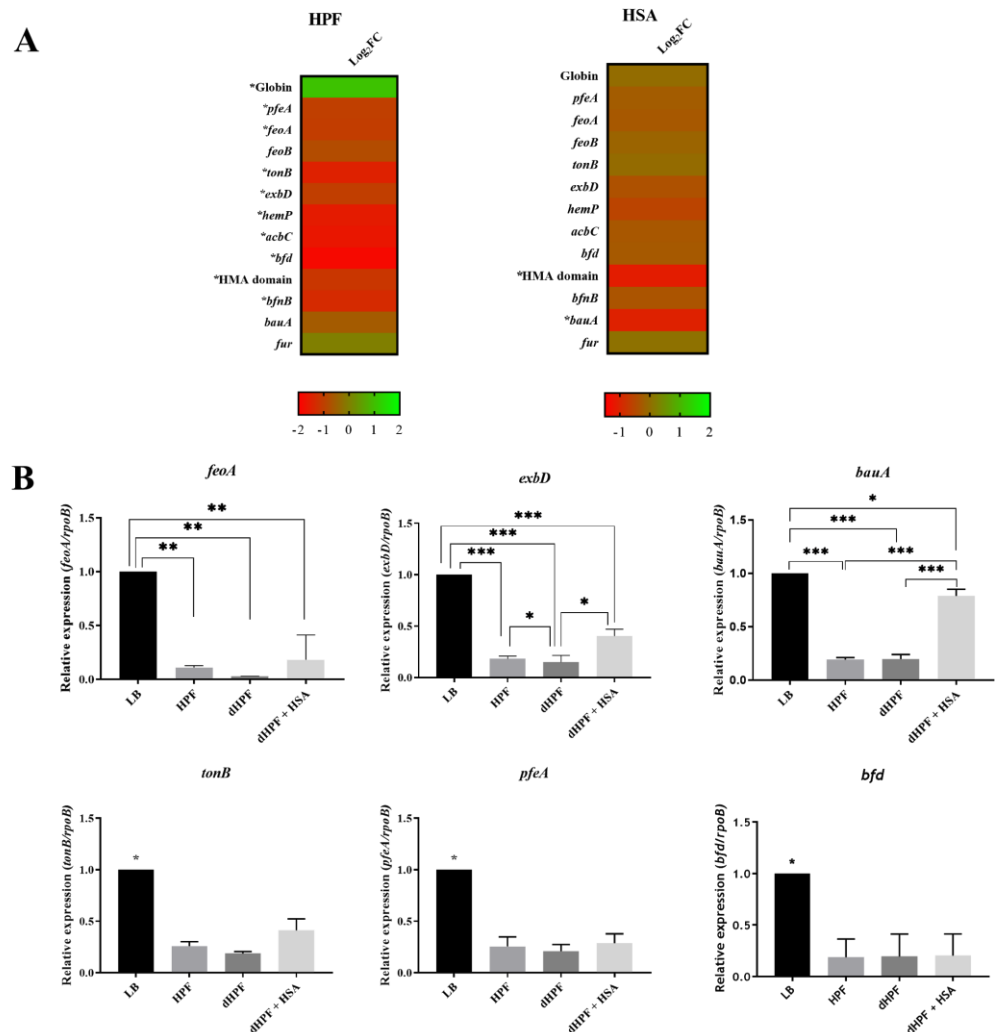 A
HPF
Log2FC
*Globin
*pfeA
*feoA
feoB
*tonB
*exbD
*hemP
*acbC
*bfd
*HMA domain
*bfnB
bauA
fur
-2 -1 0 1 2
HSA
Log2FC
Globin
pfeA
feoA
feoB
tonB
exbD
hemP
acbC
bfd
*HMA domain
bfnB
*bauA
fur
-1 0 1 2
B
feoA
Relative expression (feoA/rpoB)
1.5
1.0
0.5
0.0
**
**
**
LB
HPF
dHPF
dHPF + HSA
exbD
Relative expression (exbD/rpoB)
1.5
1.0
0.5
0.0
***
***
***
*
*
LB
HPF
dHPF
dHPF + HSA
bauA
Relative expression (bauA/rpoB)
1.5
1.0
0.5
0.0
*
***
***
***
***
LB
HPF
dHPF
dHPF + HSA
tonB
Relative expression (tonB/rpoB)
1.5
1.0
0.5
0.0
*
LB
HPF
dHPF
dHPF + HSA
pfeA
Relative expression (pfeA/rpoB)
1.5
1.0
0.5
0.0
*
LB
HPF
dHPF
dHPF + HSA
bfd
Relative expression (bfd/rpoB)
1.5
1.0
0.5
0.0
*
LB
HPF
dHPF
dHPF + HSA